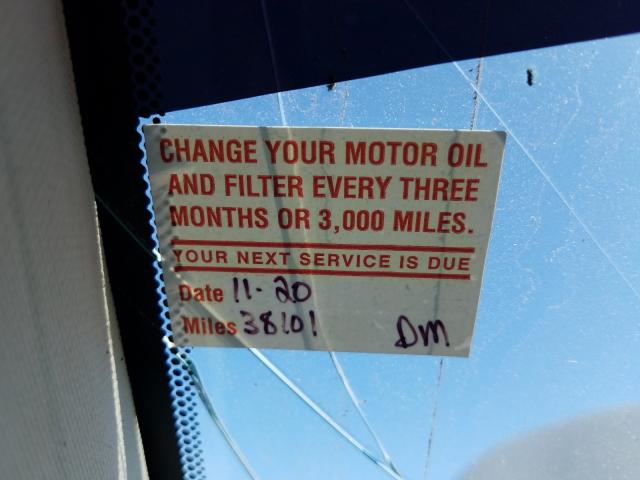 CHANGE YOUR MOTOR OIL
AND FILTER EVERY THREE
MONTHS OR 3,000 MILES.
YOUR NEXT SERVICE IS DUE
Date 11-20
Miles 38101 DM